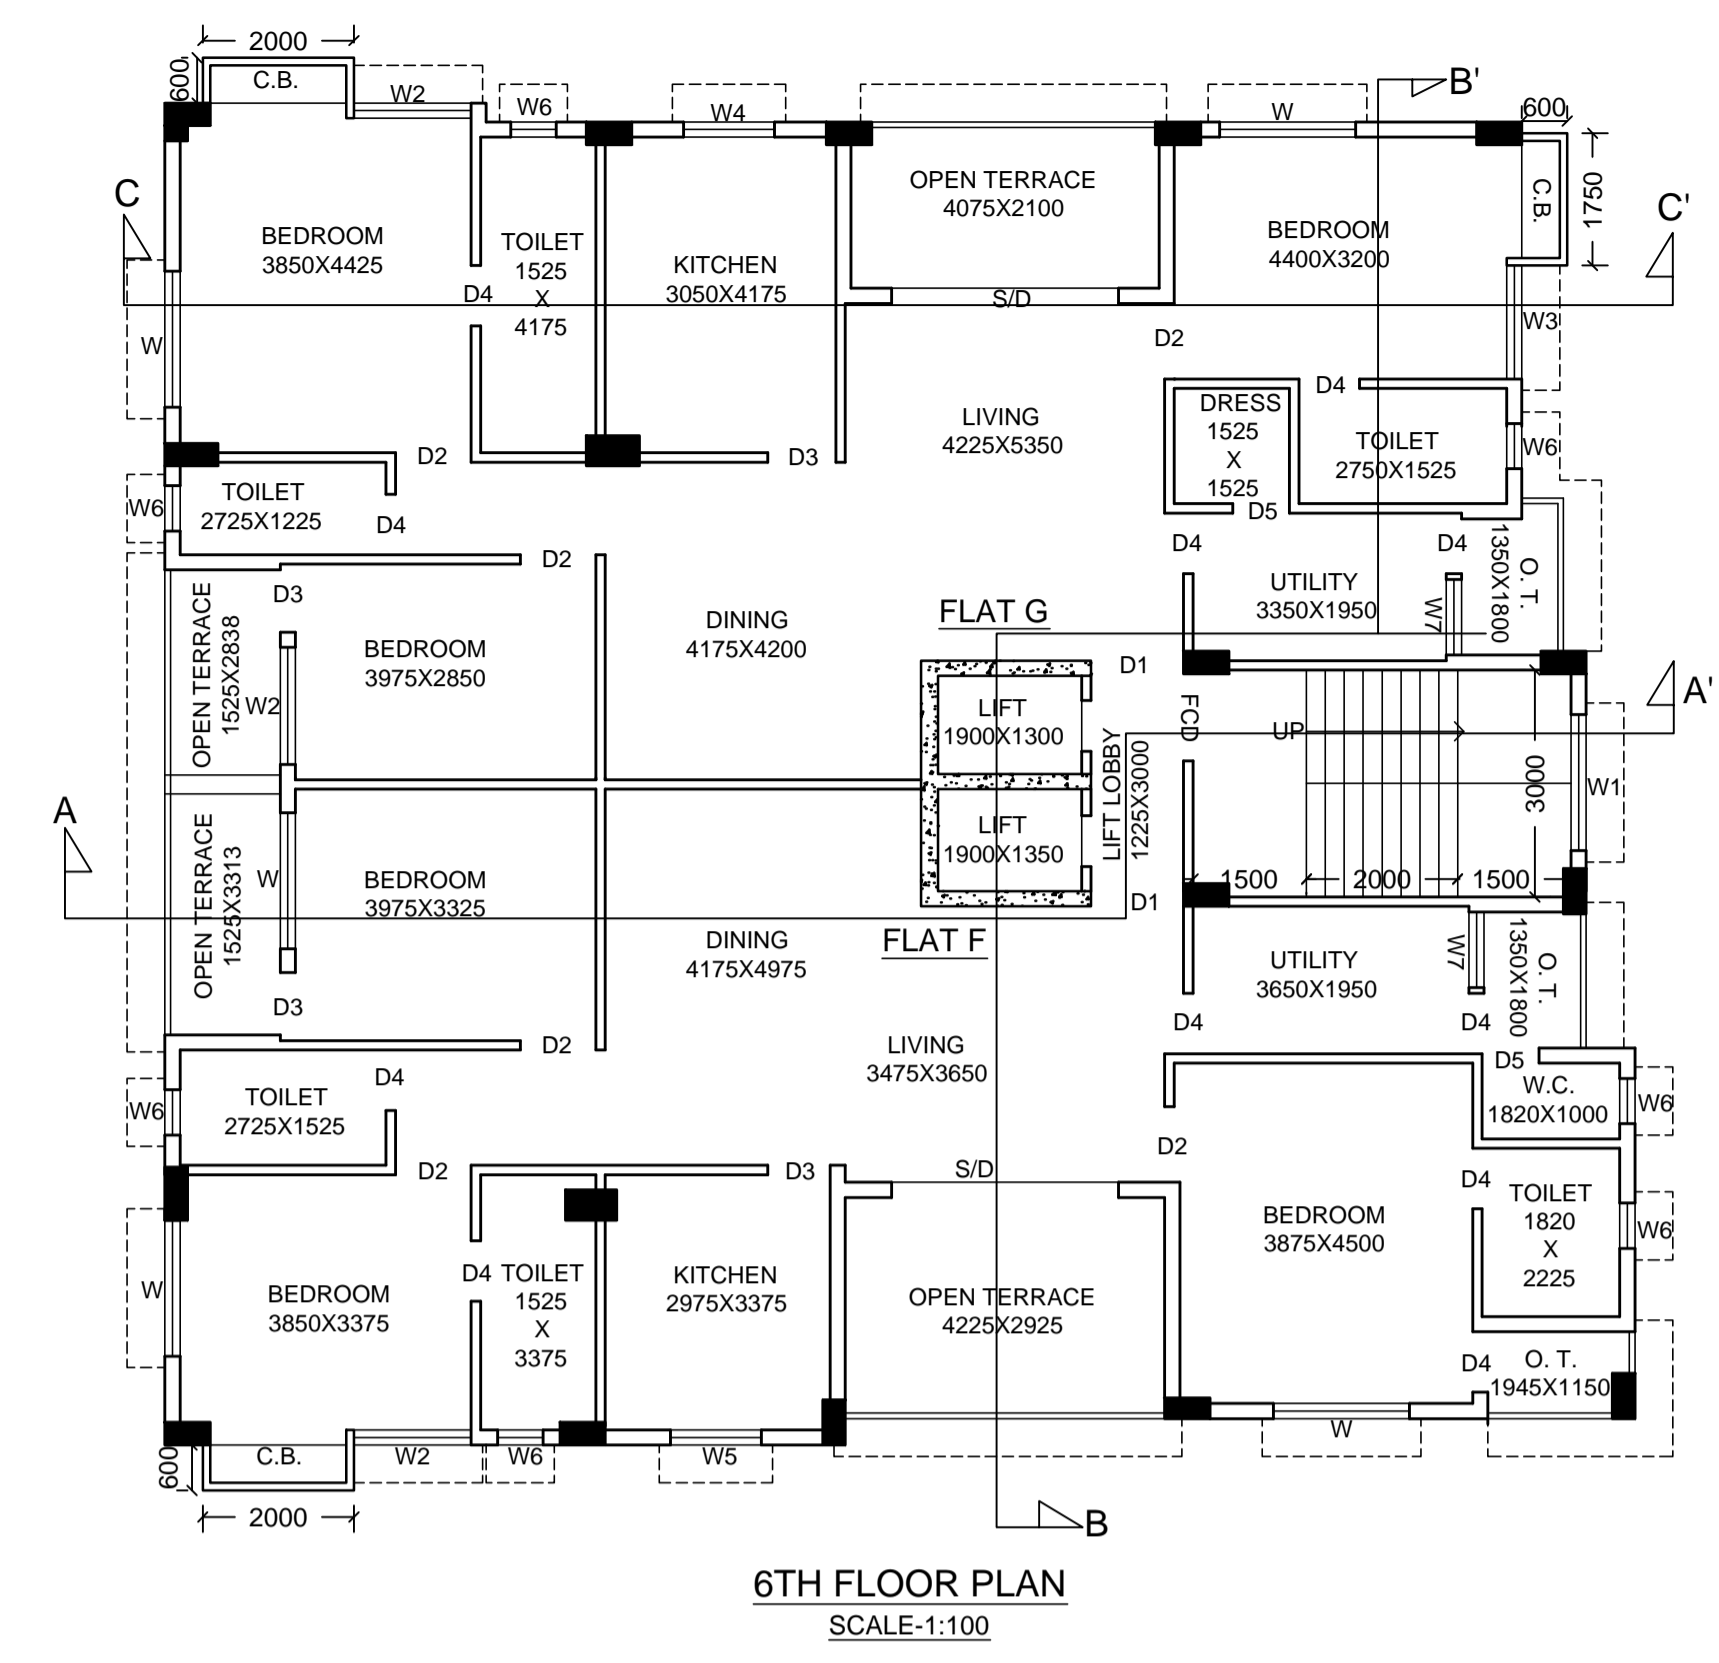 2000
600
C.B.
W2
W6
W4
W
B'
600
C.B.
1750
C
C'
OPEN TERRACE
4075X2100
BEDROOM
3850X4425
TOILET
1525
X
4175
D4
KITCHEN
3050X4175
BEDROOM
4400X3200
S/D
W3
W
D2
D4
LIVING
4225X5350
DRESS
1525
X
1525
TOILET
2750X1525
W6
D2
D3
TOILET
2725X1225
W6
D4
D5
D4
D4
O. T.
1350X1800
D2
D3
UTILITY
3350X1950
W7
OPEN TERRACE
1525X2838
BEDROOM
3975X2850
DINING
4175X4200
FLAT G
D1
W2
LIFT
1900X1300
FCD
UP
A'
LIFT LOBBY
1225X3000
3000
W1
A
OPEN TERRACE
1525X3313
W
BEDROOM
3975X3325
LIFT
1900X1350
1500
2000
1500
D1
DINING
4175X4975
FLAT F
UTILITY
3650X1950
W7
O. T.
1350X1800
D3
D4
D4
D2
LIVING
3475X3650
D5
D4
TOILET
2725X1525
W6
W.C.
1820X1000
W6
D2
D2
D3
S/D
D4
TOILET
1820
X
2225
W6
BEDROOM
3875X4500
W
BEDROOM
3850X3375
D4
TOILET
1525
X
3375
KITCHEN
2975X3375
OPEN TERRACE
4225X2925
D4
O. T.
1945X1150
W
600
C.B.
W2
W6
W5
2000
B
6TH FLOOR PLAN
SCALE-1:100